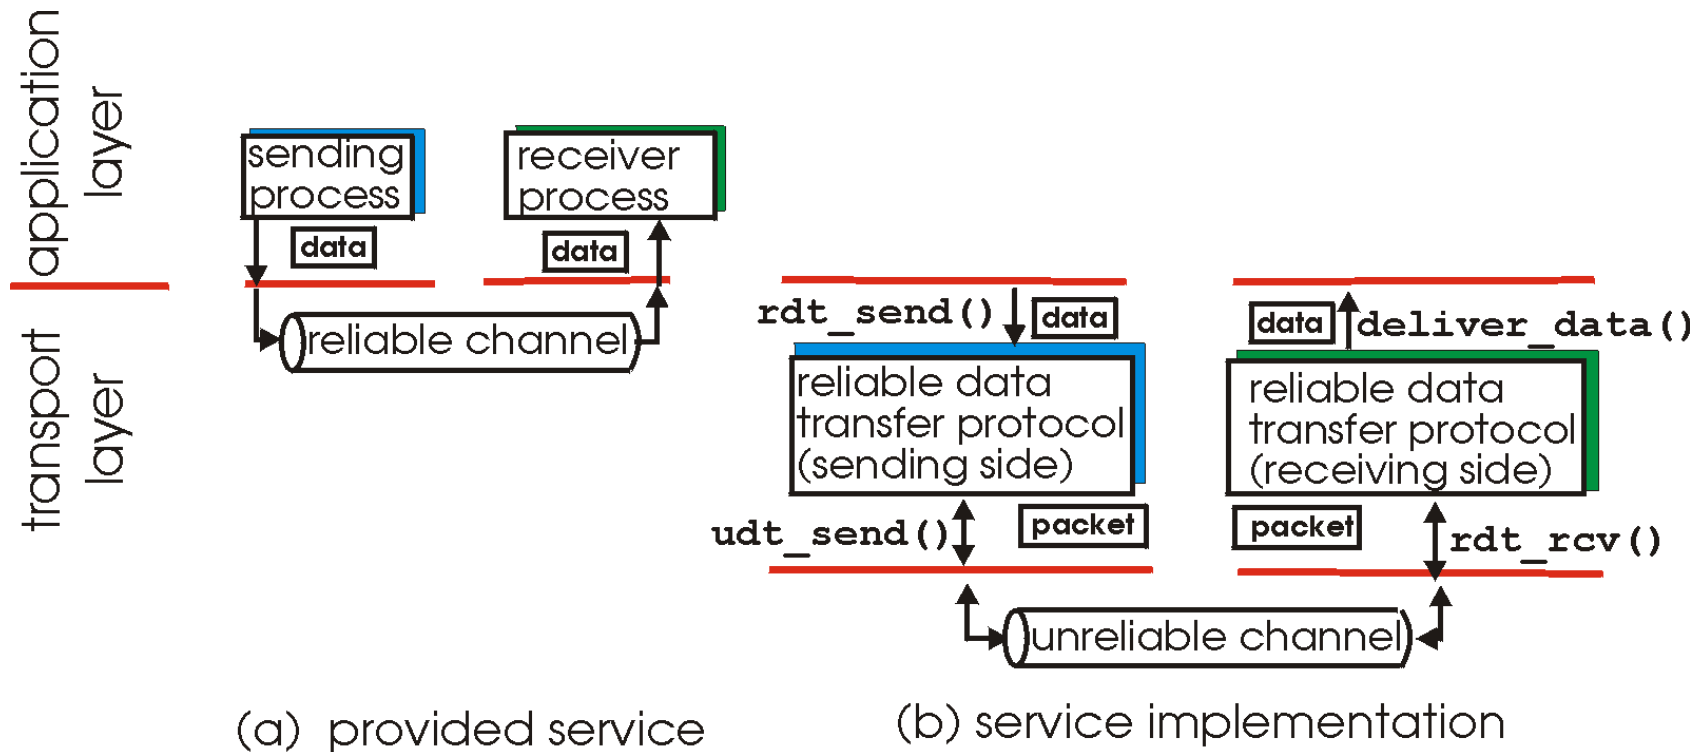 application
layer
transport
layer
sending
process
receiver
process
data
data
reliable channel
(a) provided service
rdt_send()
data
data
deliver_data()
reliable data
transfer protocol
(sending side)
reliable data
transfer protocol
(receiving side)
udt_send()
packet
packet
rdt_rcv()
unreliable channel
(b) service implementation